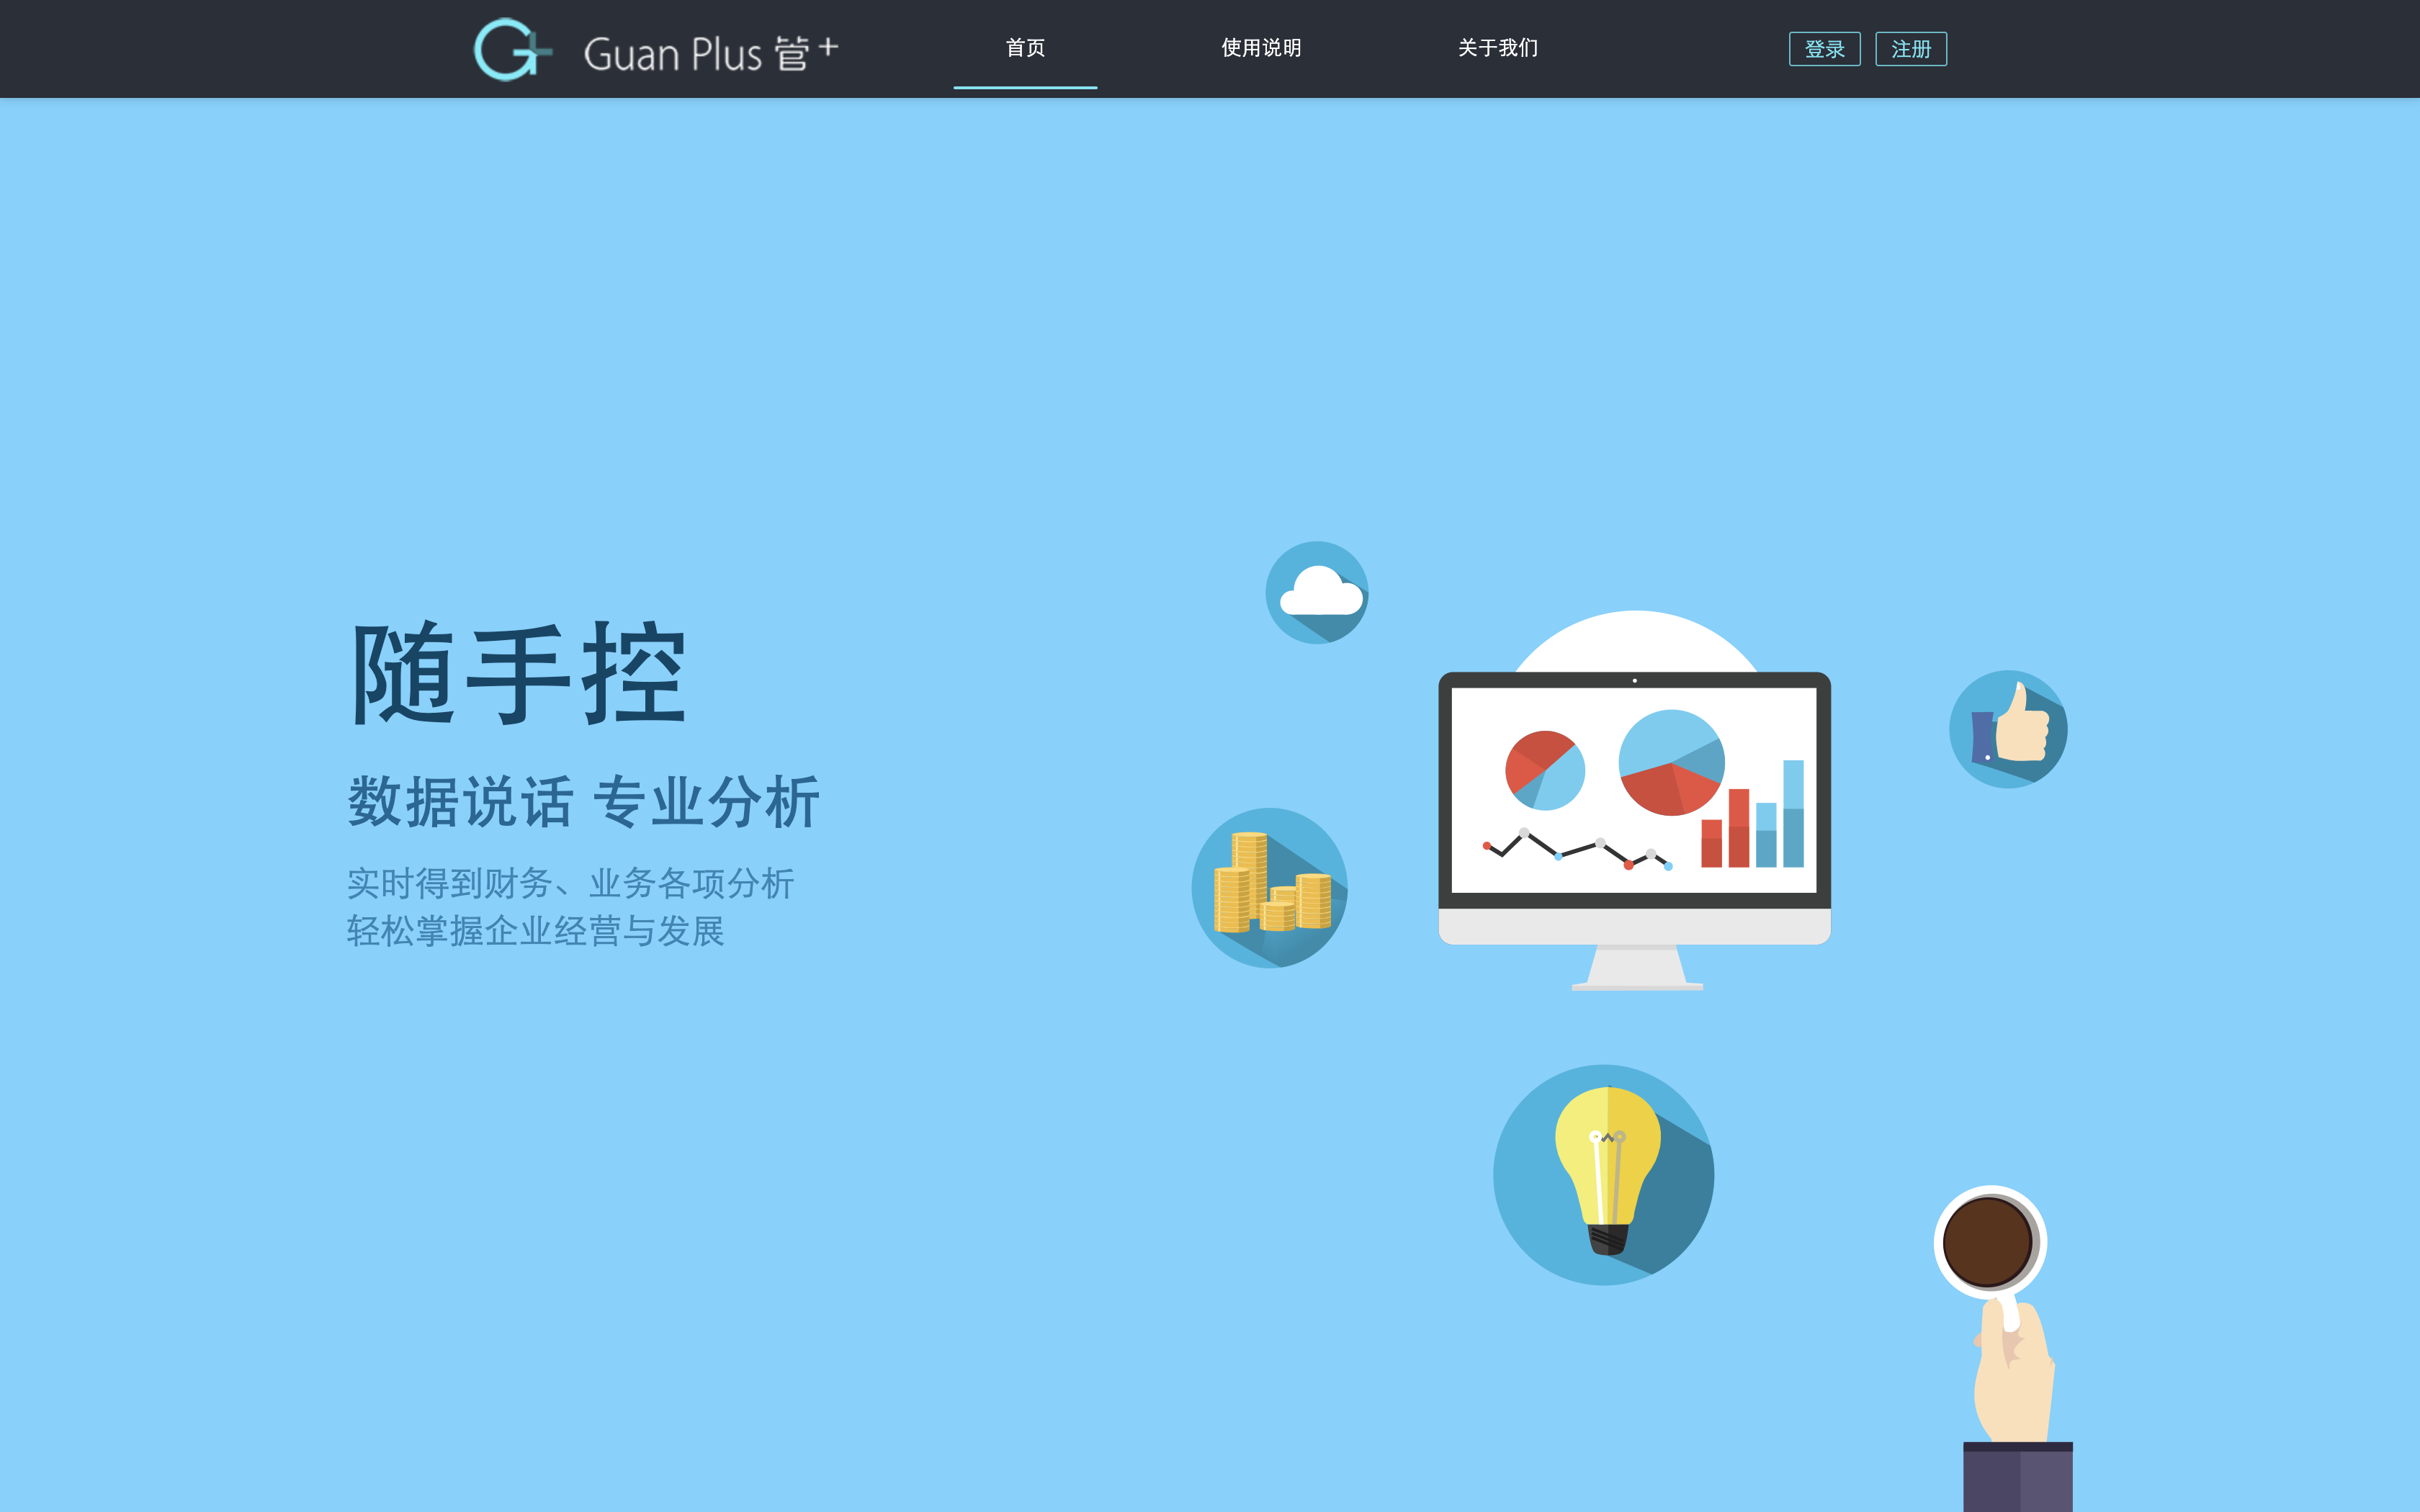 Guan Plus 管+
首页
使用说明
关于我们
登录
注册
随手控
数据说话 专业分析
实时得到财务、业务各项分析
轻松掌握企业经营与发展